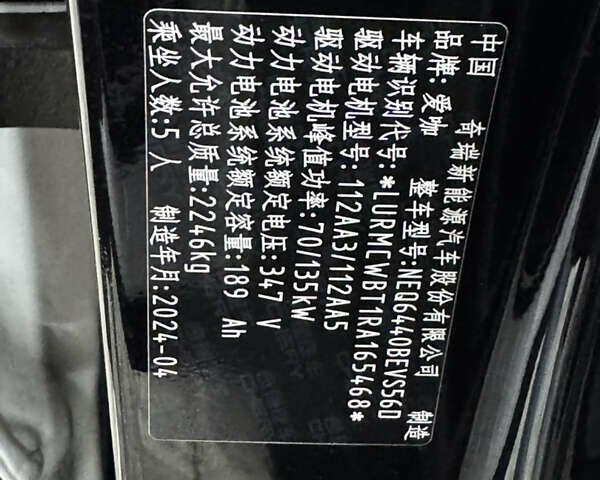 中国 奇瑞新能源汽车股份有限公司 制造
品牌:爱咖 整车型号:NEQ6440BEVS56D
车辆识别代号:*LURMCWBT1RA165468*
驱动电机型号:112AA3/112AA5
驱动电机峰值功率:70/135kW
动力电池系统额定电压:347 V
动力电池系统额定容量:189 Ah
最大允许总质量:2246kg
乘坐人数:5 人 制造年月:2024-04